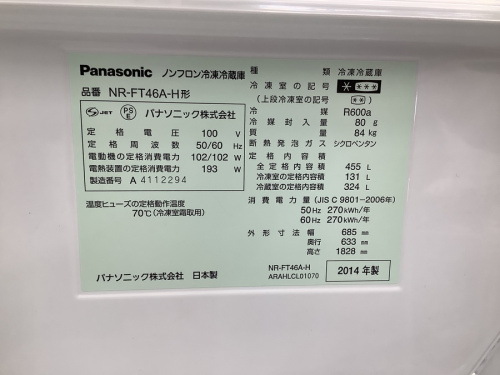 Panasonic ノンフロン冷凍冷蔵庫
品番 NR-FT46A-H形
JET PS E パナソニック株式会社
定格電圧 100 V
定格周波数 50/60 Hz
電動機の定格消費電力 102/102 W
電熱装置の定格消費電力 193 W
製造番号 A 4112294
温度ヒューズの定格動作温度
70℃(冷凍室霜取用)
パナソニック株式会社 日本製
種類 冷凍冷蔵庫
冷凍室の記号 * ***
(上段冷凍室の記号 *)
冷媒 R600a
冷媒封入量 80 g
質量 84 kg
断熱発泡ガス シクロペンタン
定格内容積
全定格内容積 455 L
冷凍室の定格内容積 131 L
冷蔵室の定格内容積 324 L
消費電力量(JIS C 9801-2006年)
50Hz 270 kWh/年
60Hz 270 kWh/年
外形寸法 幅 685 mm
奥行 633 mm
高さ 1828 mm
NR-FT46A-H
ARAHLCL01070
2014 年製